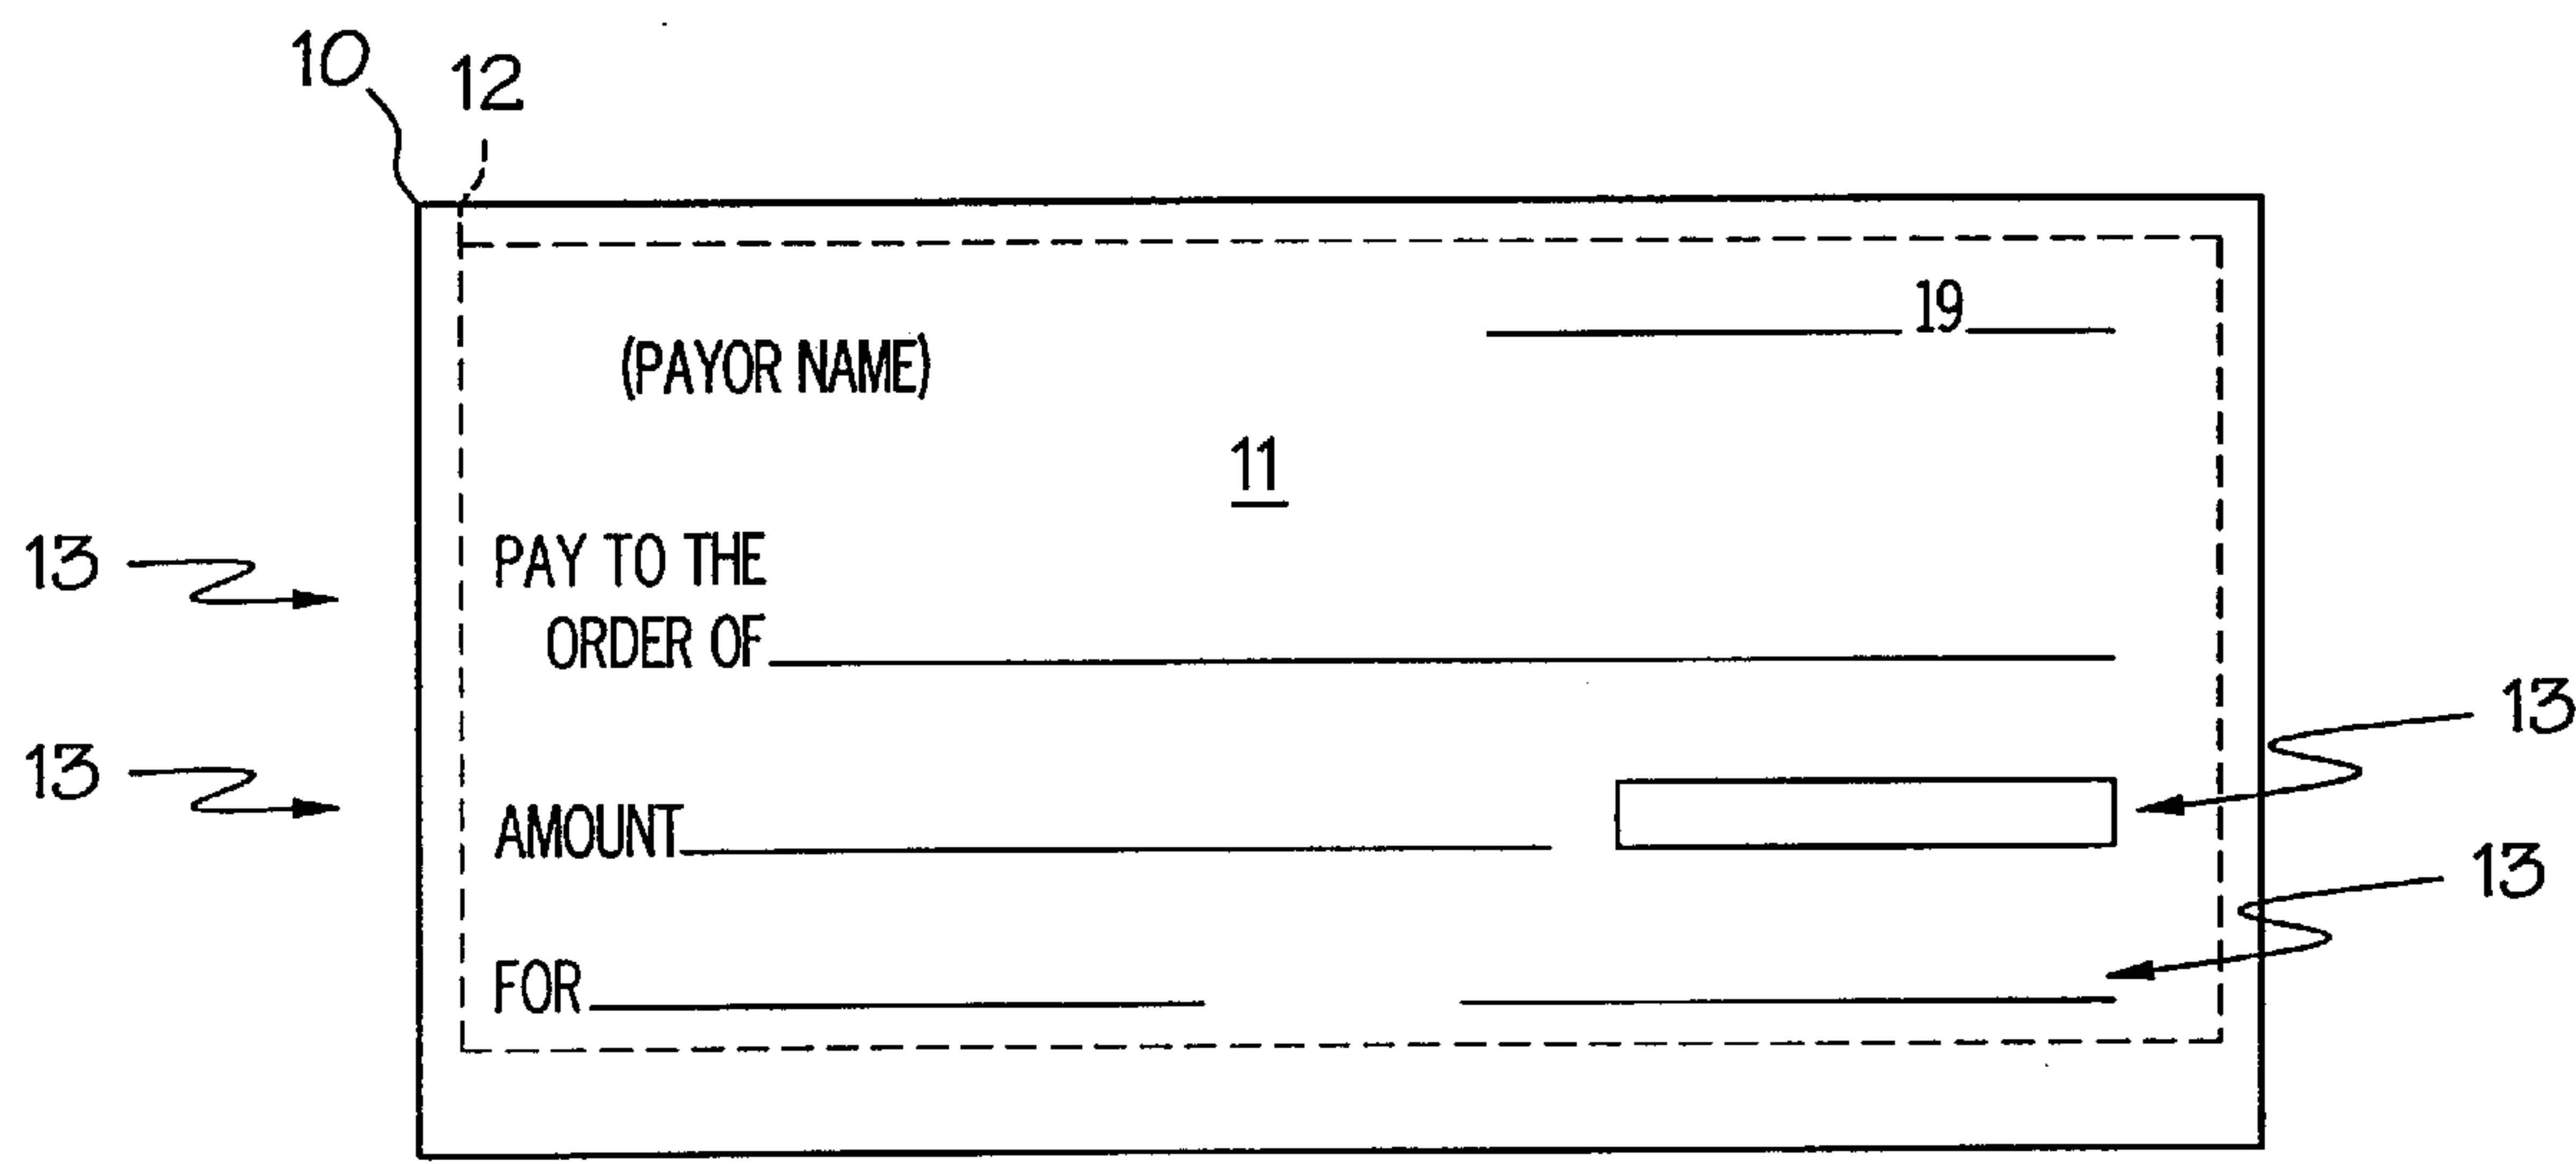 10
12
19
(PAYOR NAME)
11
13
PAY TO THE
ORDER OF
13
13
AMOUNT
13
FOR